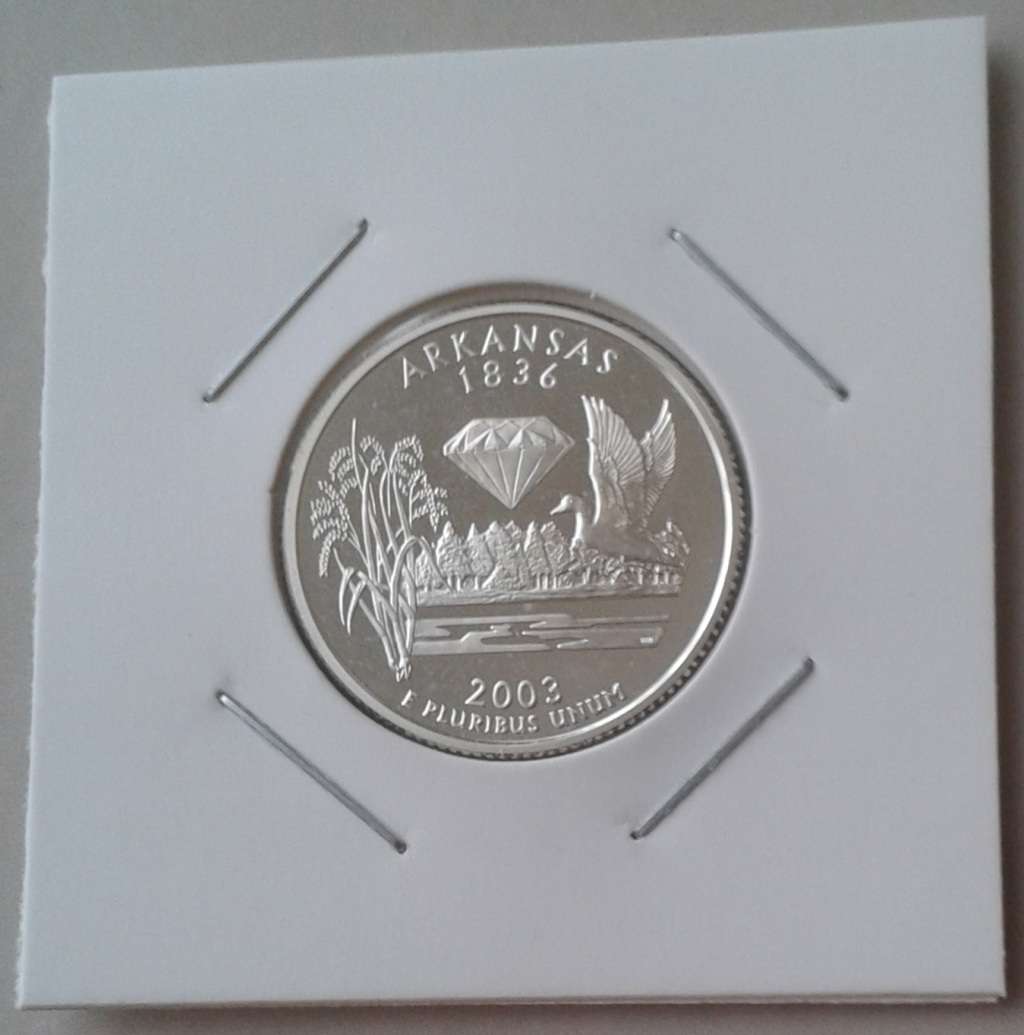 ARKANSAS
1836
2003
E PLURIBUS UNUM